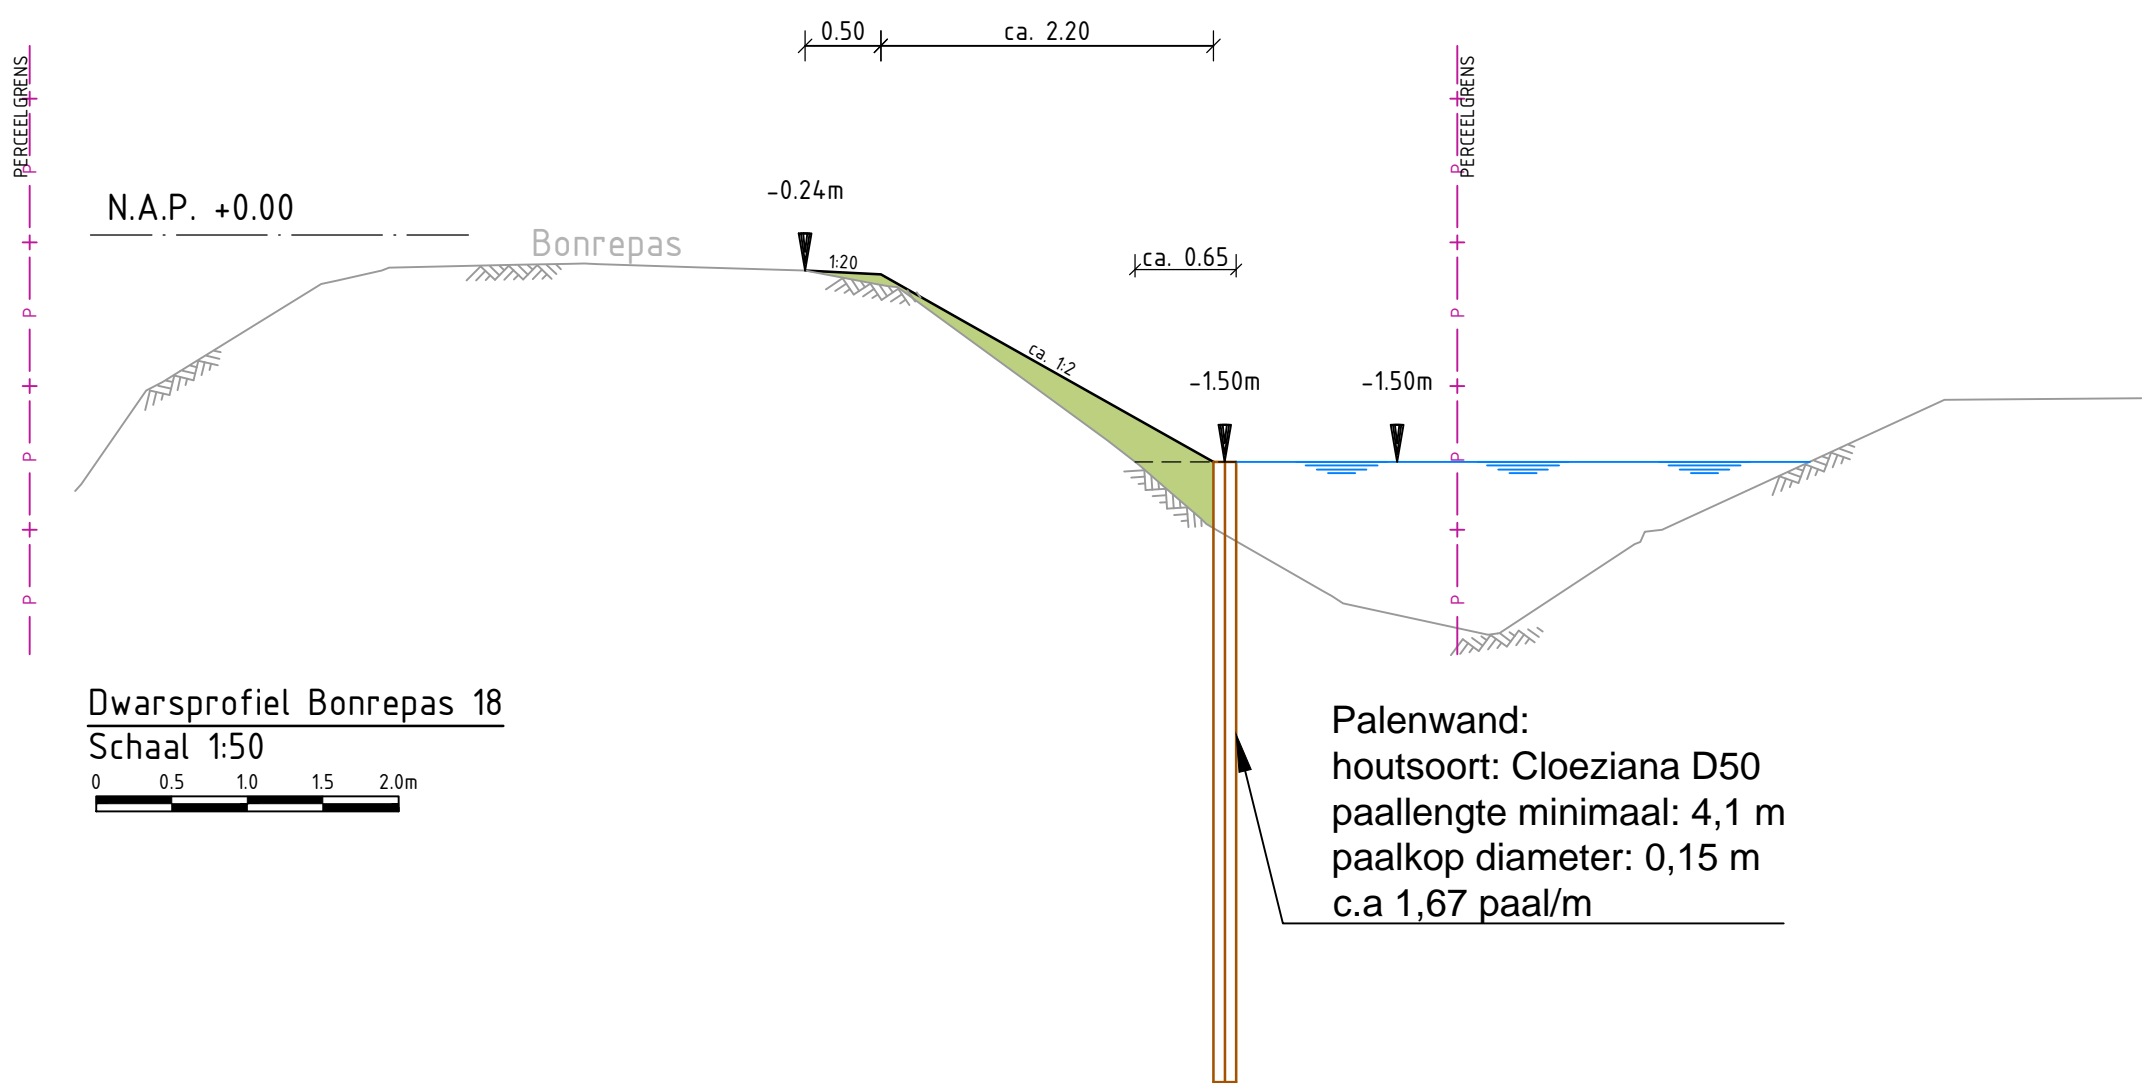 0.50
ca. 2.20
PERCEELGRENS
PERCEELGRENS
P
P
-0.24m
N.A.P. +0.00
Bonrepas
1:20
ca. 0.65
P
P
ca. 1:2
-1.50m
-1.50m
P
P
P
P
Dwarsprofiel Bonrepas 18
Schaal 1:50
0 0.5 1.0 1.5 2.0m
Palenwand:
houtsoort: Cloeziana D50
paallengte minimaal: 4,1 m
paalkop diameter: 0,15 m
c.a 1,67 paal/m